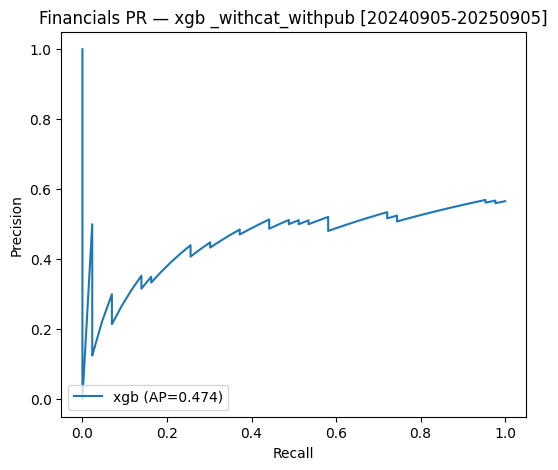 Financials PR — xgb _withcat_withpub [20240905-20250905]
1.0
0.8
0.6
0.4
0.2
0.0
Precision
xgb (AP=0.474)
0.0 0.2 0.4 0.6 0.8 1.0
Recall